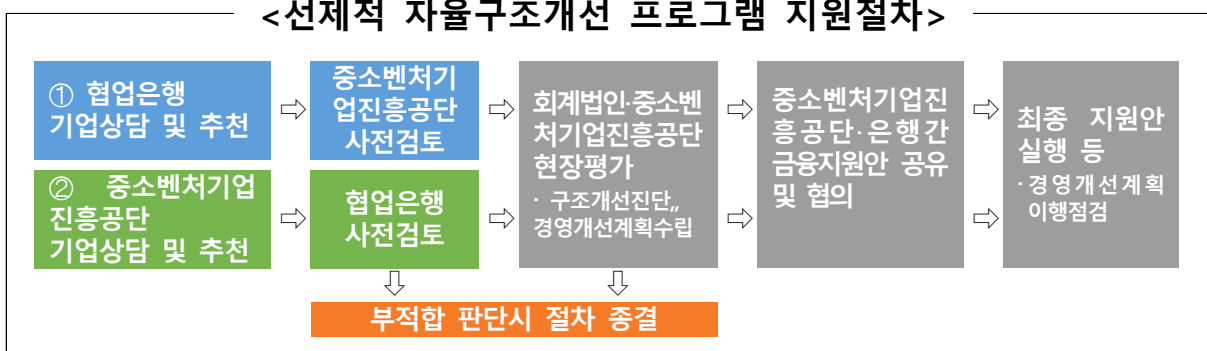 <선제적 자율구조개선 프로그램 지원절차>
① 협업은행
기업상담 및 추천
⇨
중소벤처기
업진흥공단
사전검토
⇨
회계법인·중소벤
처기업진흥공단
현장평가
· 구조개선진단,,
경영개선계획수립
⇨
중소벤처기업진
흥공단·은행간
금융지원안 공유
및 협의
⇨
최종 지원안
실행 등
·경영개선계획
이행점검
② 중소벤처기업
진흥공단
기업상담 및 추천
⇨
협업은행
사전검토
⇨
⇨
⇨
⇩
⇩
부적합 판단시 절차 종결